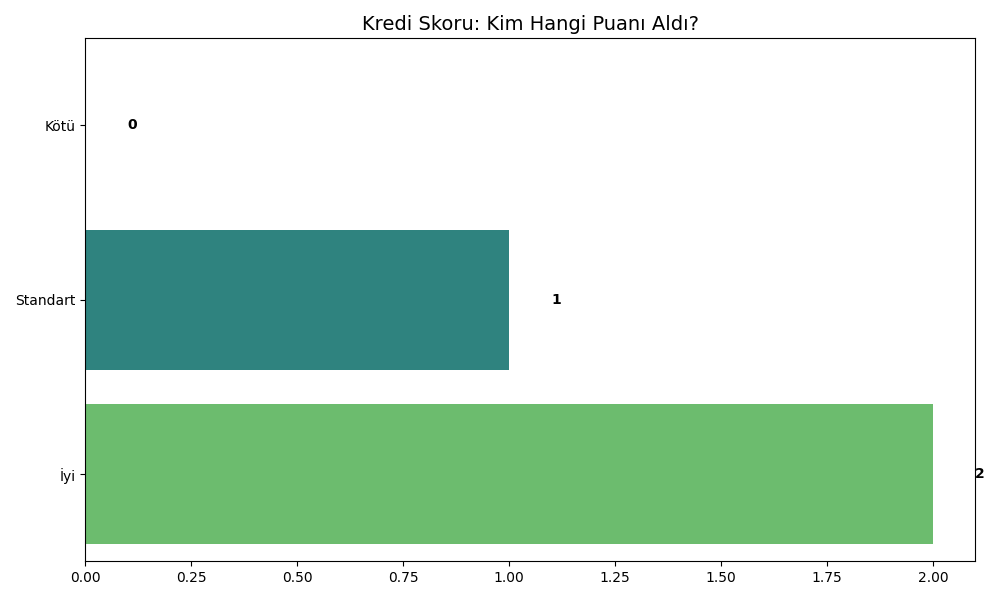 Kredi Skoru: Kim Hangi Puanı Aldı?
Kötü
0
Standart
1
İyi
2
0.00 0.25 0.50 0.75 1.00 1.25 1.50 1.75 2.00